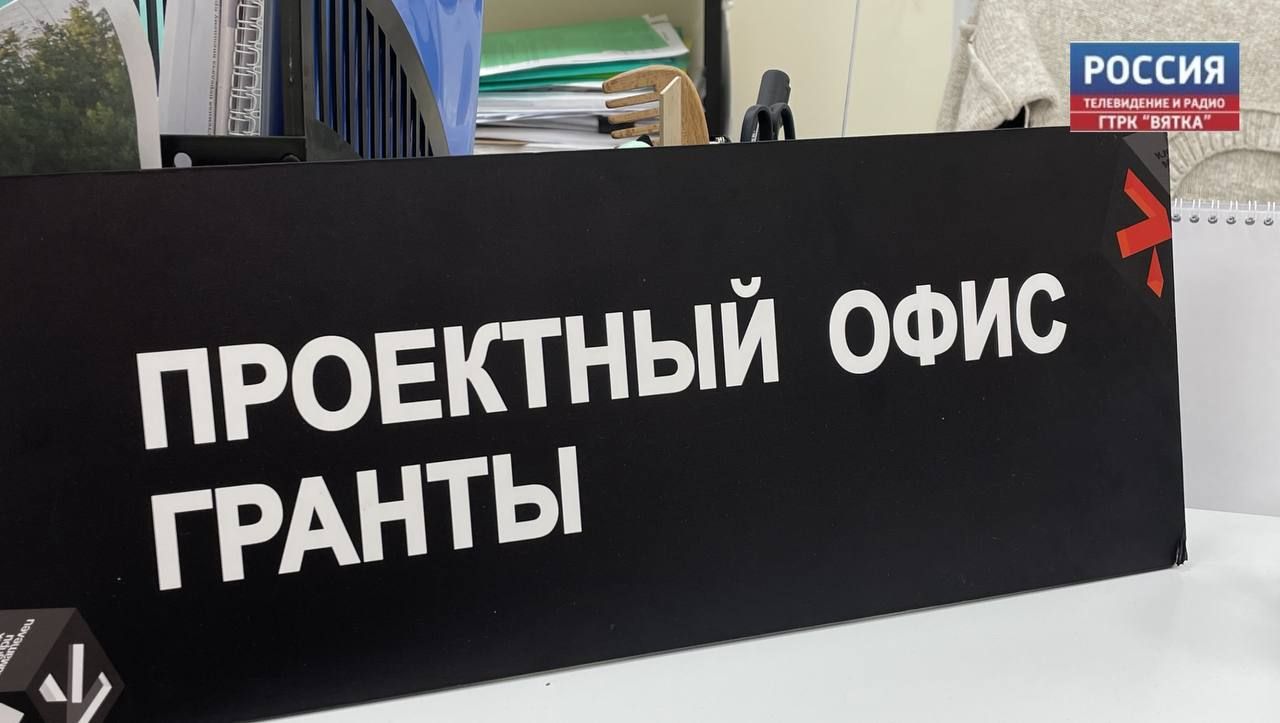 РОССИЯ
ТЕЛЕВИДЕНИЕ И РАДИО
ГТРК "ВЯТКА"
ПРОЕКТНЫЙ ОФИС
ГРАНТЫ